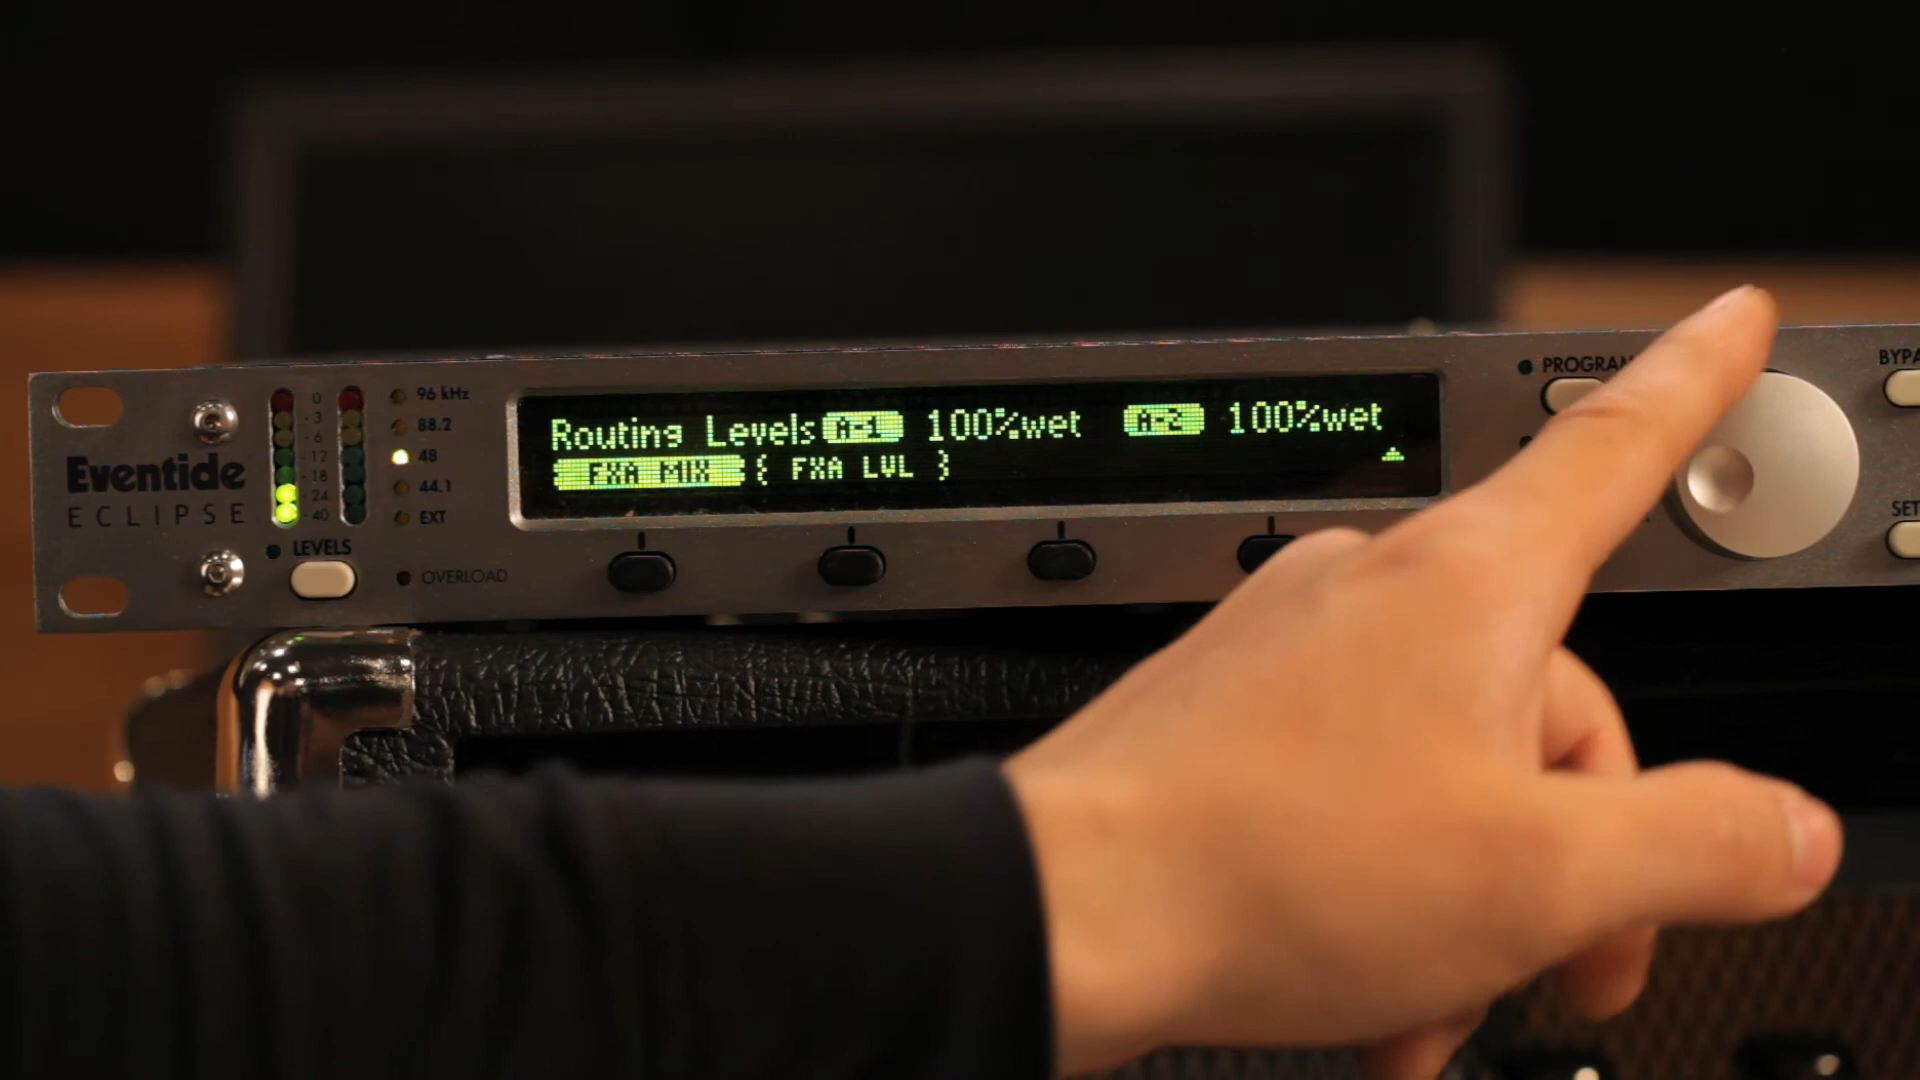 Eventide
ECLIPSE
0
-3
-6
-12
-18
24
40
LEVELS
96 kHz
88.2
48
44.1
EXT
OVERLOAD
Routing Levels A-1 100%wet A-2 100%wet
FXA MIX { FXA LVL }
PROGRAM
BYPA
SET